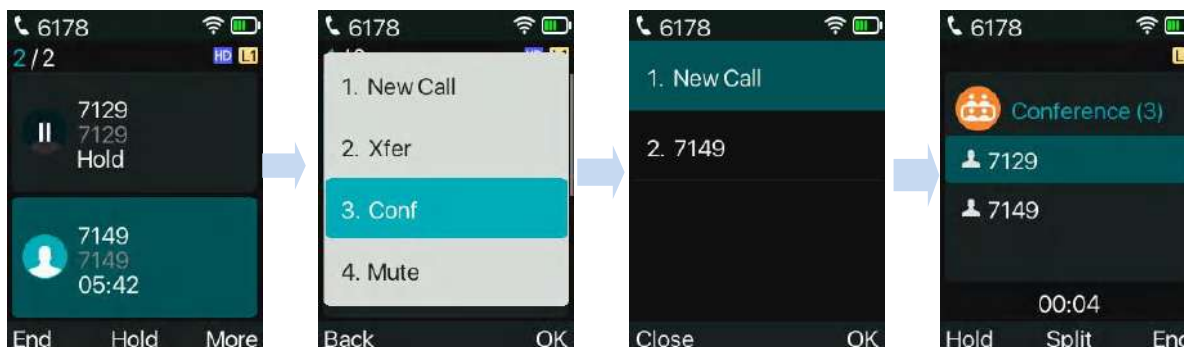 6178
2/2 HD L1
7129
7129
Hold
7149
7149
05:42
End Hold More
6178
1. New Call
2. Xfer
3. Conf
4. Mute
Back OK
6178
1. New Call
2. 7149
Close OK
6178
Conference (3)
7129
7149
00:04
Hold Split End